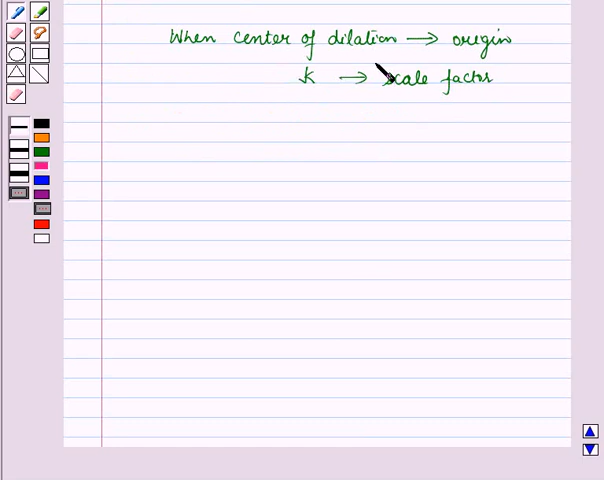 When center of dilation → origin
k → scale factor